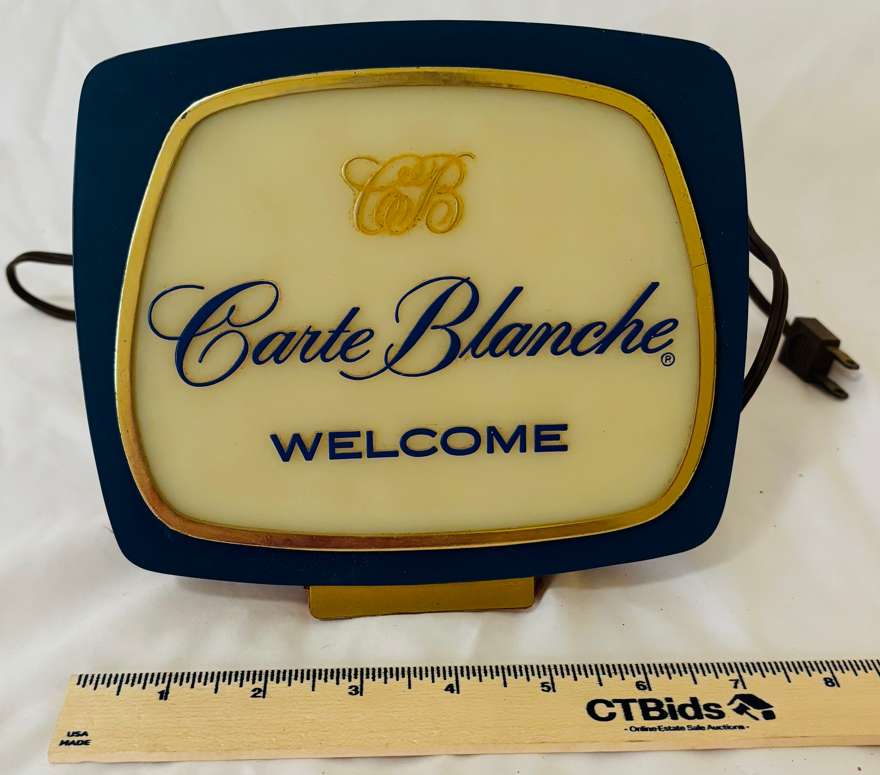 CB
Carte Blanche®
WELCOME
1 2 3 4 5 6 7 8
CTBids
- Online Estate Sale Auctions -
USA
MADE